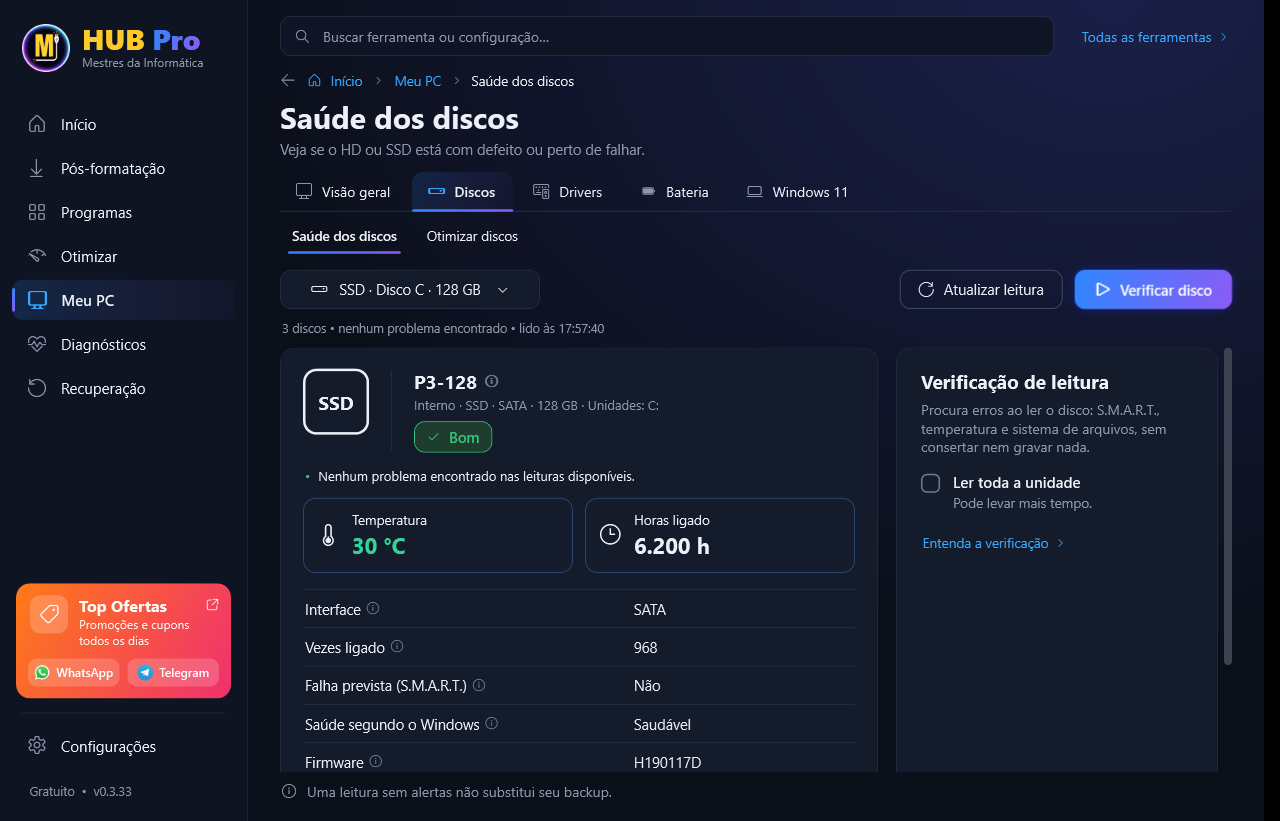 HUB Pro
Mestres da Informática
Início
Pós-formatação
Programas
Otimizar
Meu PC
Diagnósticos
Recuperação
Top Ofertas
Promoções e cupons
todos os dias
WhatsApp
Telegram
Configurações
Gratuito • v0.3.33
Buscar ferramenta ou configuração...
Todas as ferramentas
Início
Meu PC
Saúde dos discos
Saúde dos discos
Veja se o HD ou SSD está com defeito ou perto de falhar.
Visão geral
Discos
Drivers
Bateria
Windows 11
Saúde dos discos
Otimizar discos
SSD · Disco C · 128 GB
Atualizar leitura
Verificar disco
3 discos • nenhum problema encontrado • lido às 17:57:40
SSD
P3-128
Interno · SSD · SATA · 128 GB · Unidades: C:
Bom
• Nenhum problema encontrado nas leituras disponíveis.
Temperatura
30 °C
Horas ligado
6.200 h
Interface
SATA
Vezes ligado
968
Falha prevista (S.M.A.R.T.)
Não
Saúde segundo o Windows
Saudável
Firmware
H190117D
Verificação de leitura
Procura erros ao ler o disco: S.M.A.R.T.,
temperatura e sistema de arquivos, sem
consertar nem gravar nada.
Ler toda a unidade
Pode levar mais tempo.
Entenda a verificação
Uma leitura sem alertas não substitui seu backup.